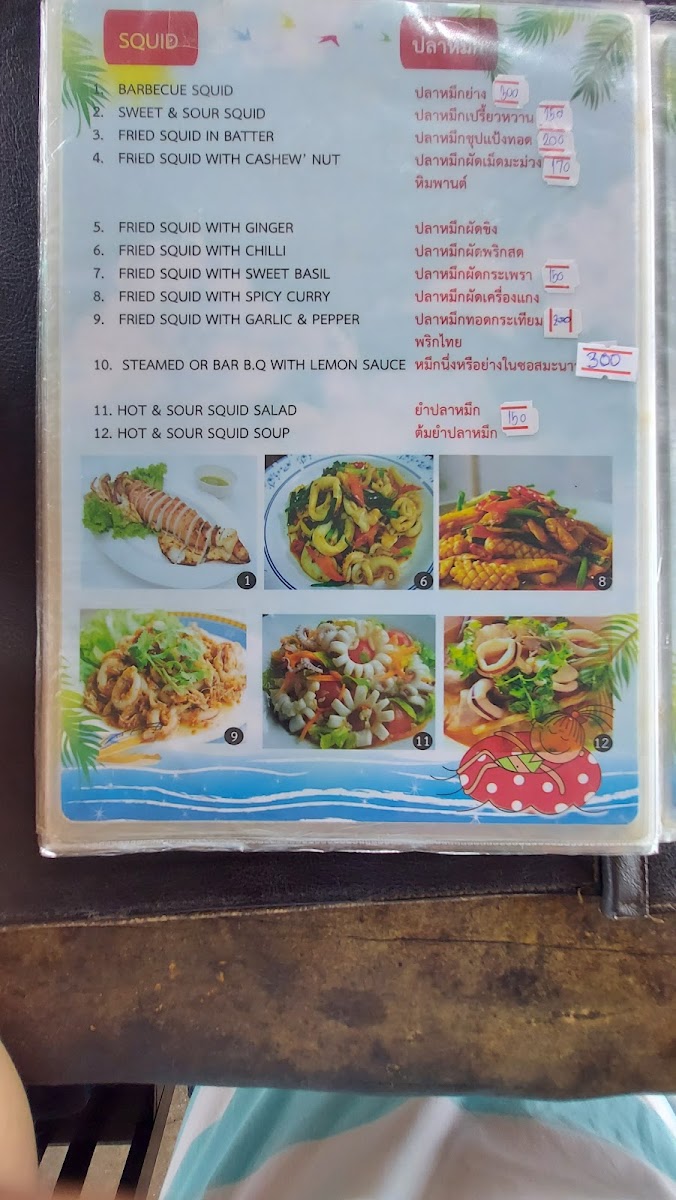 SQUID ปลาหมึก
1. BARBECUE SQUID ปลาหมึกย่าง 300
2. SWEET & SOUR SQUID ปลาหมึกเปรี้ยวหวาน 150
3. FRIED SQUID IN BATTER ปลาหมึกชุปแป้งทอด 200
4. FRIED SQUID WITH CASHEW' NUT ปลาหมึกผัดเม็ดมะม่วง 170
หิมพานต์
5. FRIED SQUID WITH GINGER ปลาหมึกผัดขิง
6. FRIED SQUID WITH CHILLI ปลาหมึกผัดพริกสด
7. FRIED SQUID WITH SWEET BASIL ปลาหมึกผัดกระเพรา 150
8. FRIED SQUID WITH SPICY CURRY ปลาหมึกผัดเครื่องแกง
9. FRIED SQUID WITH GARLIC & PEPPER ปลาหมึกทอดกระเทียม 200
พริกไทย
10. STEAMED OR BAR B.Q WITH LEMON SAUCE หมึกนึ่งหรือย่างในซอสมะนาว 300
11. HOT & SOUR SQUID SALAD ยำปลาหมึก 150
12. HOT & SOUR SQUID SOUP ต้มยำปลาหมึก
1 6 8
9 11 12